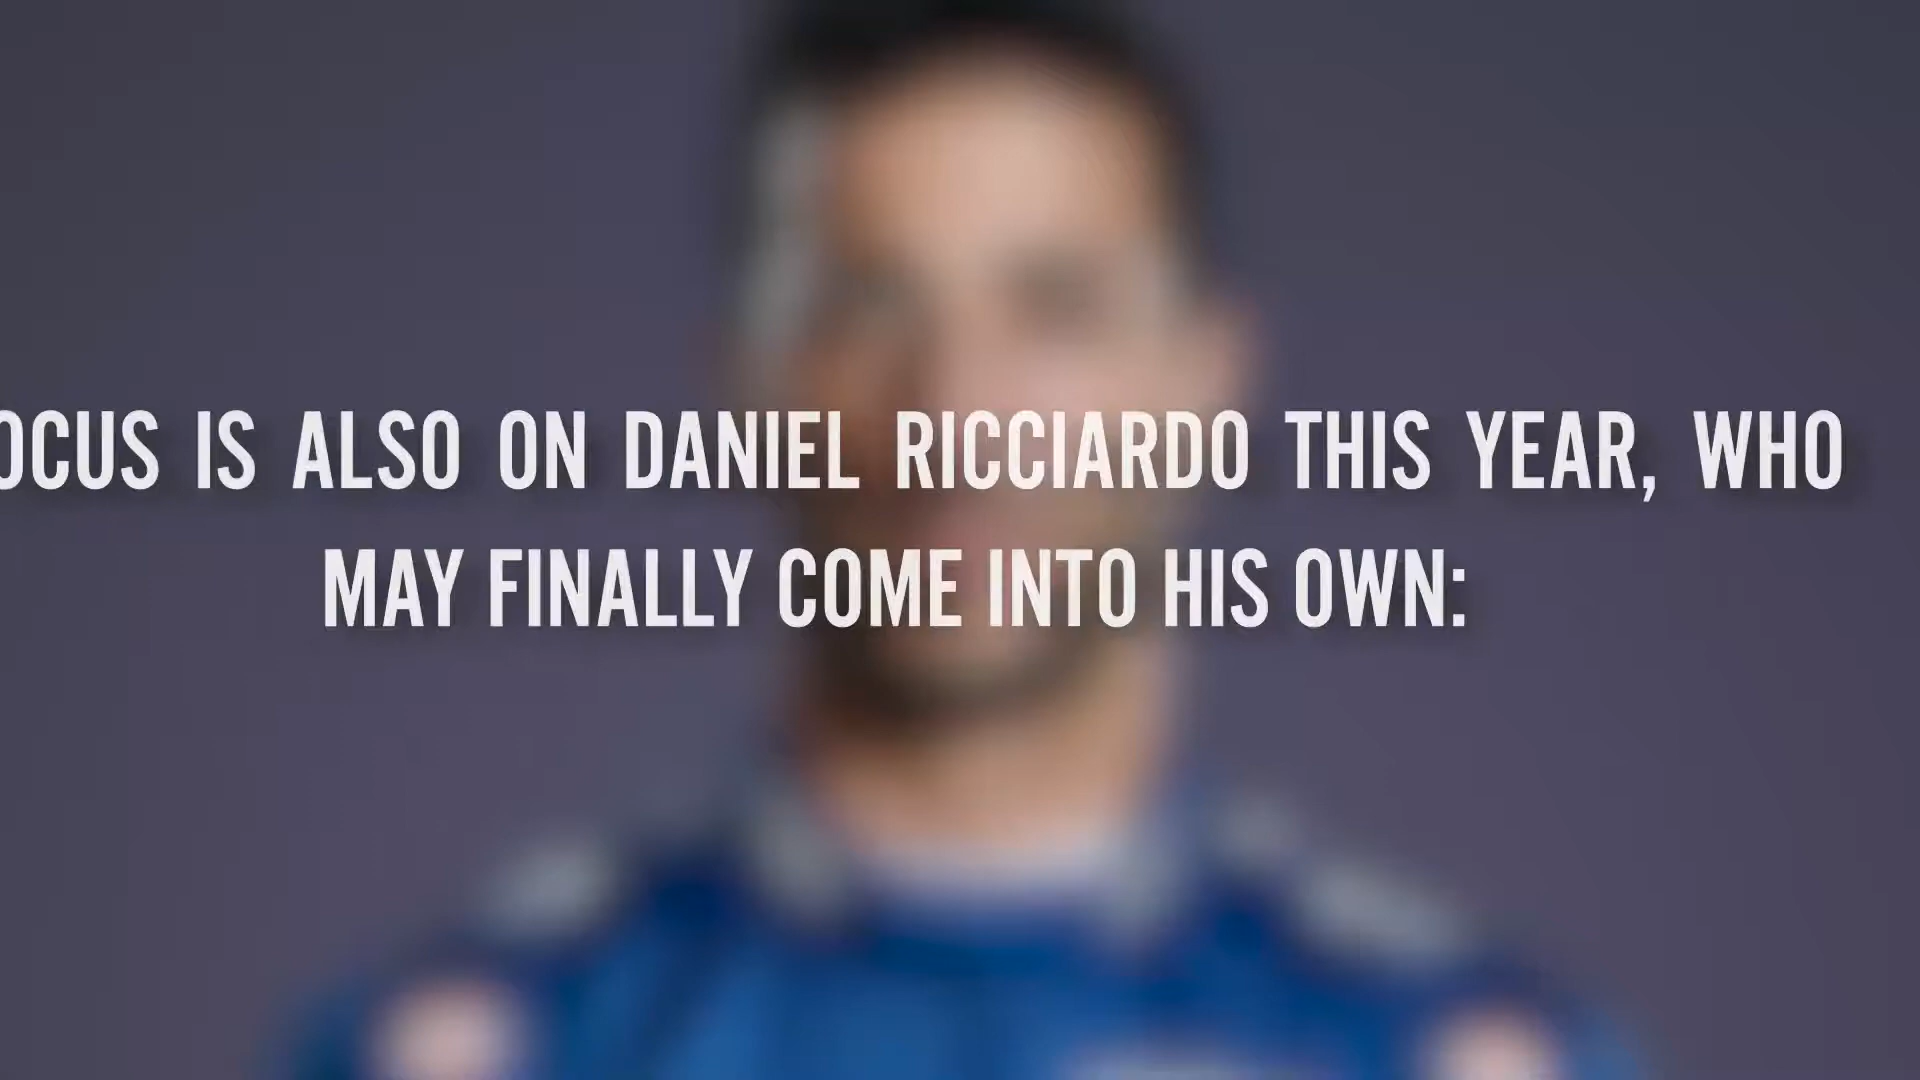 OCUS IS ALSO ON DANIEL RICCIARDO THIS YEAR, WHO
MAY FINALLY COME INTO HIS OWN: